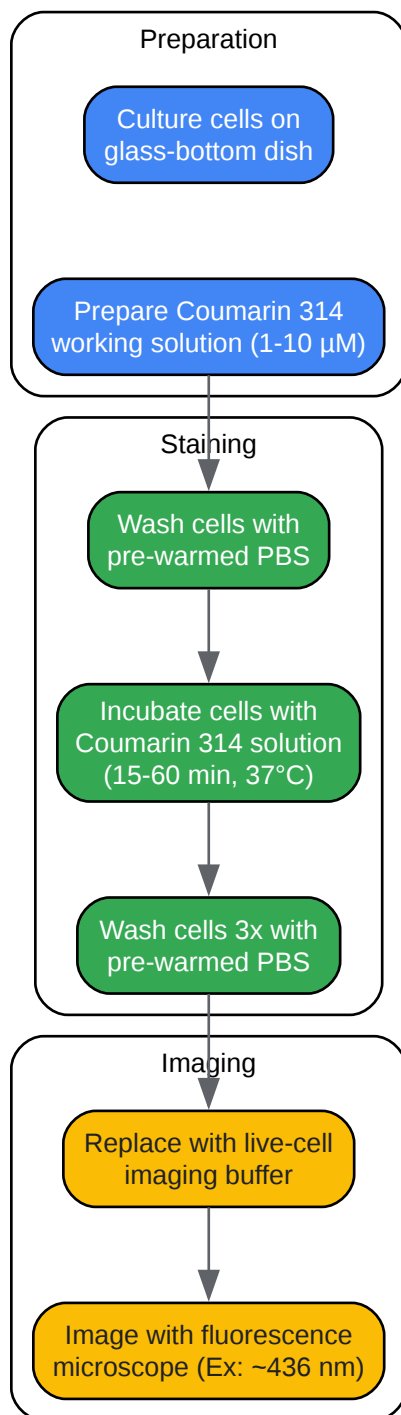 Preparation
Culture cells on
glass-bottom dish
Prepare Coumarin 314
working solution (1-10 µM)
Staining
Wash cells with
pre-warmed PBS
Incubate cells with
Coumarin 314 solution
(15-60 min, 37°C)
Wash cells 3x with
pre-warmed PBS
Imaging
Replace with live-cell
imaging buffer
Image with fluorescence
microscope (Ex: ~436 nm)